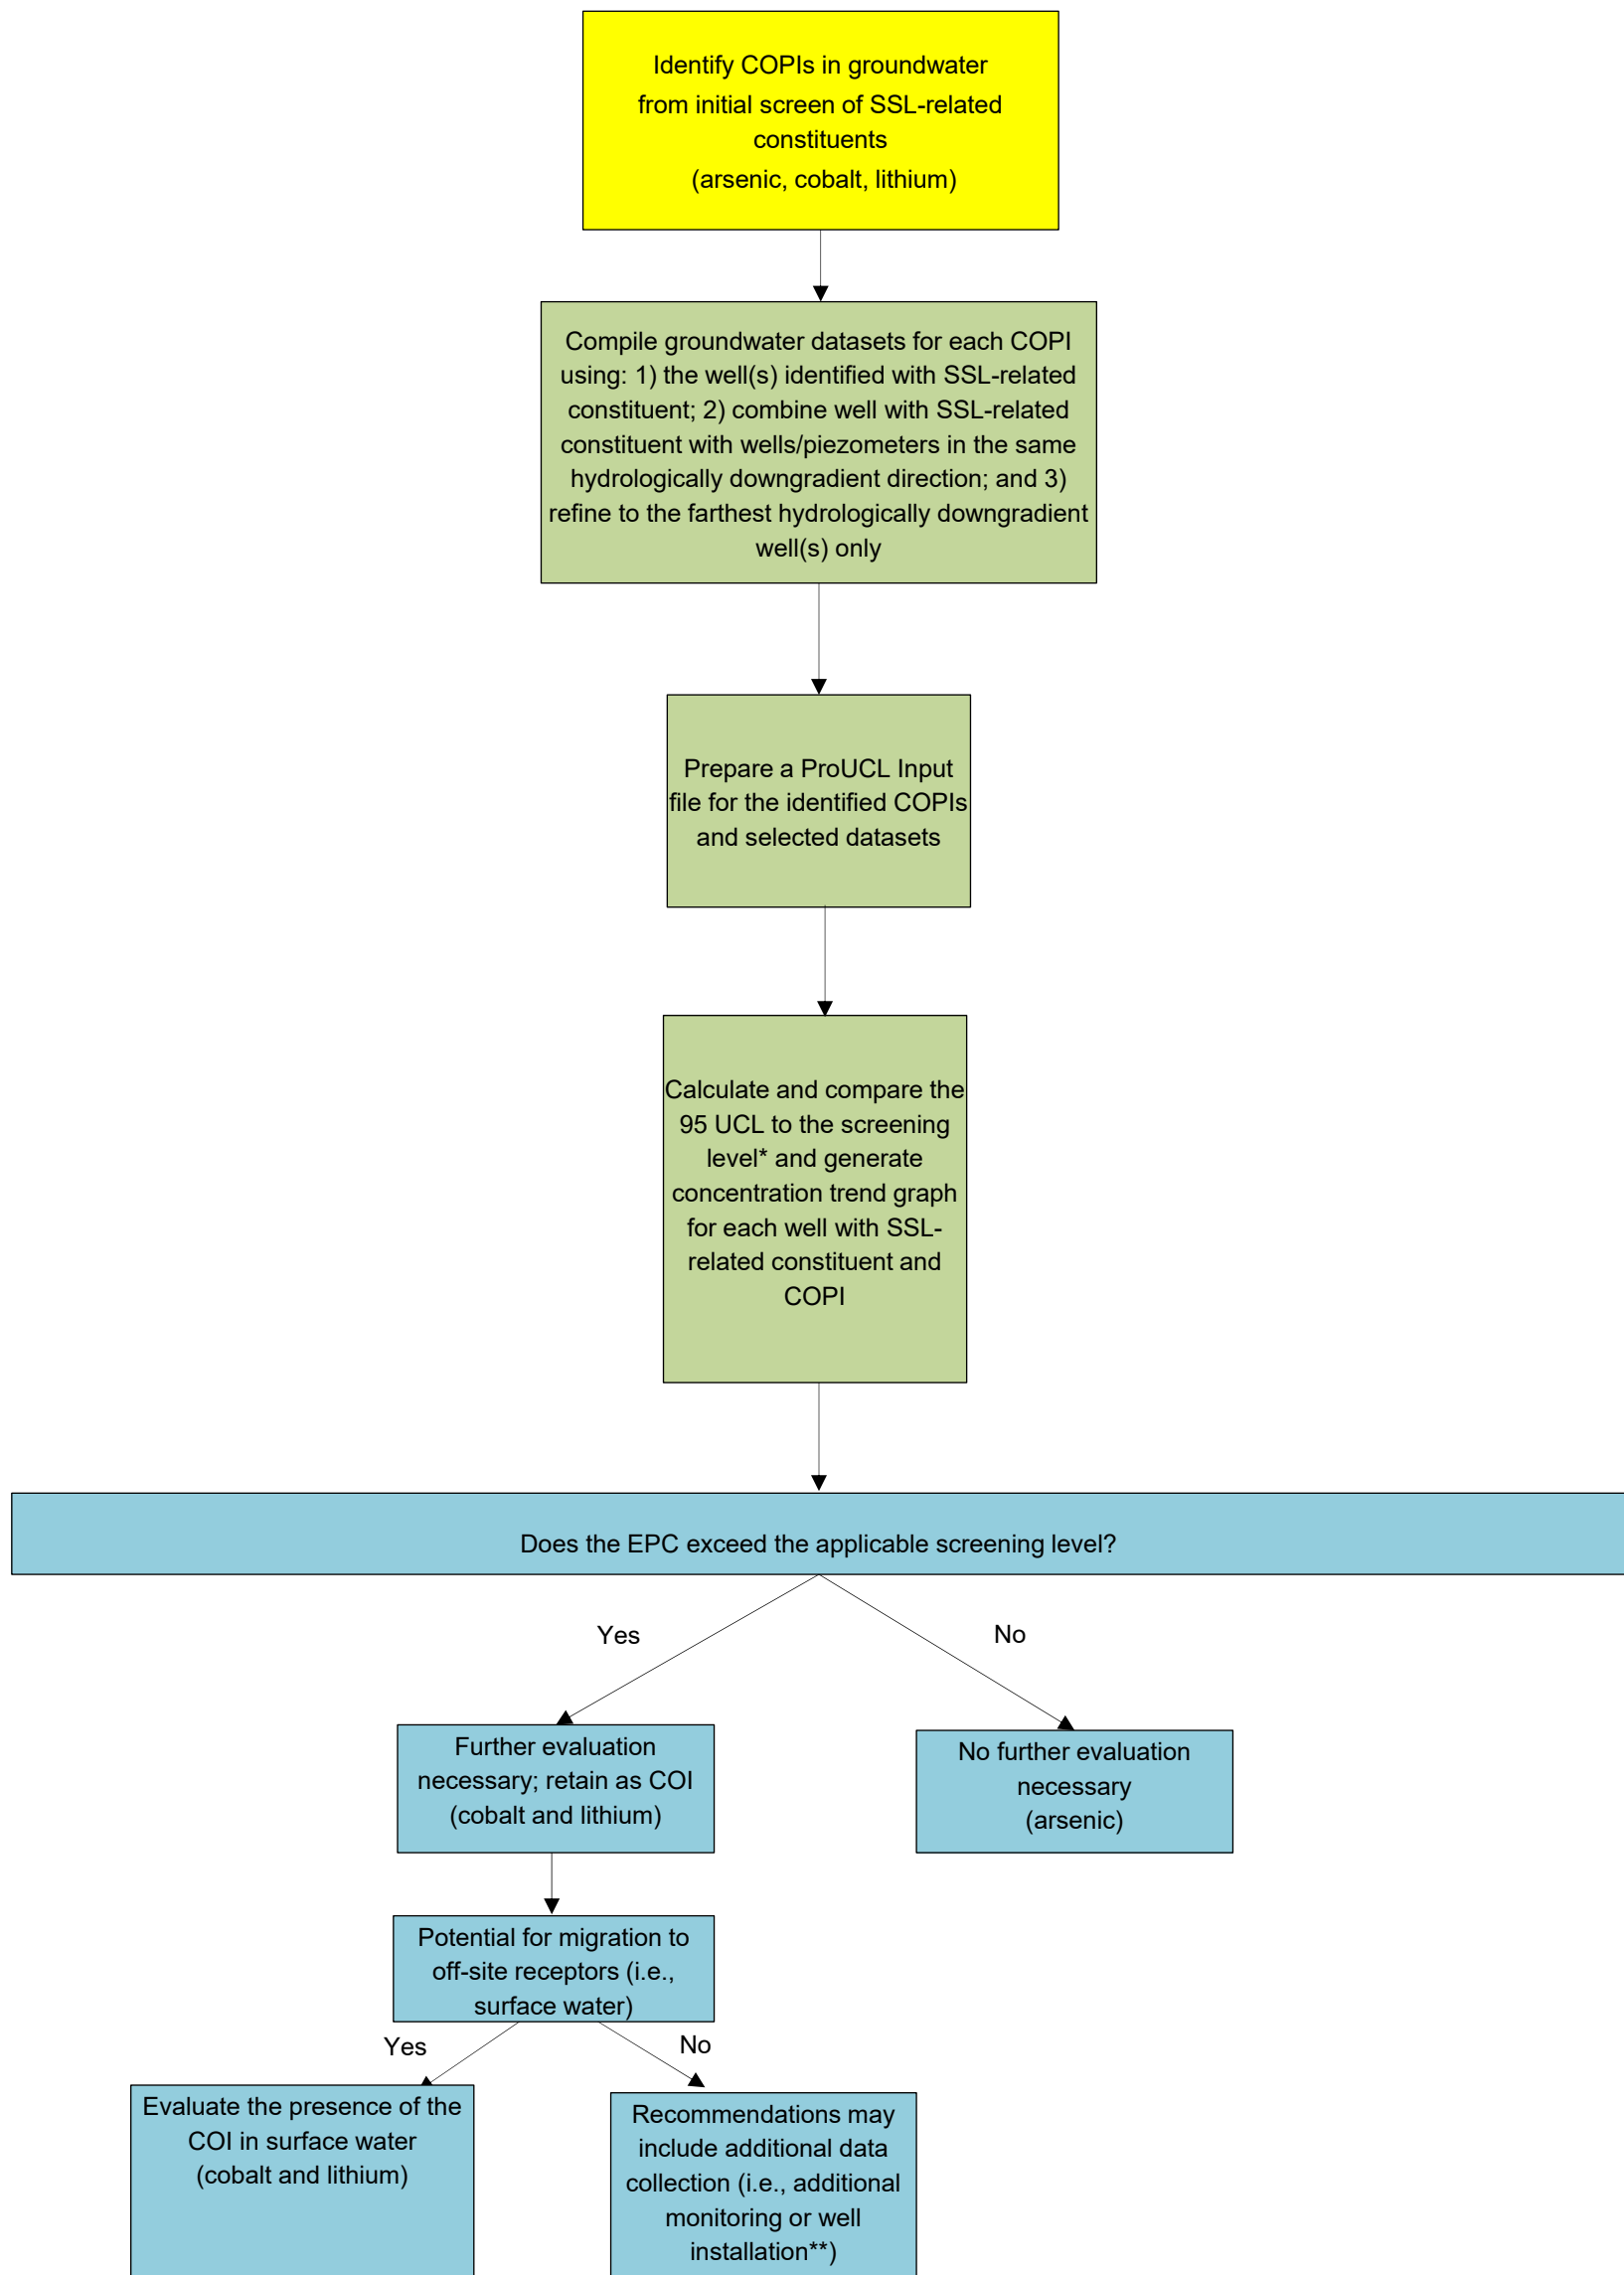 Identify COPIs in groundwater
from initial screen of SSL-related
constituents
(arsenic, cobalt, lithium)
Compile groundwater datasets for each COPI
using: 1) the well(s) identified with SSL-related
constituent; 2) combine well with SSL-related
constituent with wells/piezometers in the same
hydrologically downgradient direction; and 3)
refine to the farthest hydrologically downgradient
well(s) only
Prepare a ProUCL Input
file for the identified COPIs
and selected datasets
Calculate and compare the
95 UCL to the screening
level* and generate
concentration trend graph
for each well with SSL-
related constituent and
COPI
Does the EPC exceed the applicable screening level?
Yes
No
Further evaluation
necessary; retain as COI
(cobalt and lithium)
No further evaluation
necessary
(arsenic)
Potential for migration to
off-site receptors (i.e.,
surface water)
Yes
No
Evaluate the presence of the
COI in surface water
(cobalt and lithium)
Recommendations may
include additional data
collection (i.e., additional
monitoring or well
installation**)